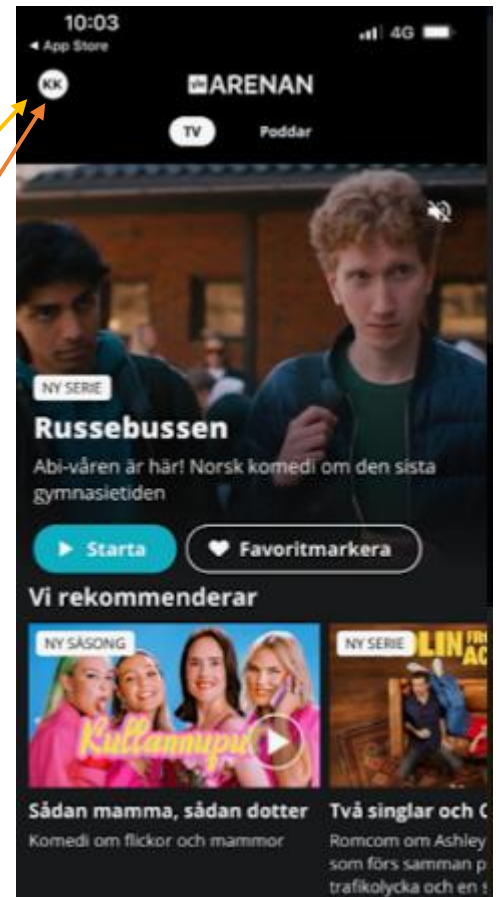 10:03
App Store
4G
KK
yle ARENAN
TV
Poddar
NY SERIE
Russebussen
Abi-våren är här! Norsk komedi om den sista
gymnasietiden
Starta
Favoritmarkera
Vi rekommenderar
NY SÄSONG
Kullannupu
NY SERIE
Sådan mamma, sådan dotter
Komedi om flickor och mammor
Två singlar och
Romcom om Ashley
som förs samman
trafikolycka och en